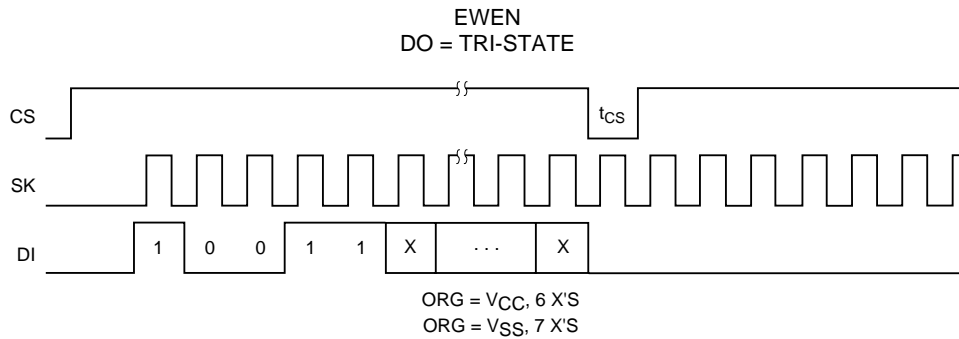 EWEN
DO = TRI-STATE
CS
tCS
SK
DI
1 0 0 1 1 X . . . X
ORG = VCC, 6 X'S
ORG = VSS, 7 X'S